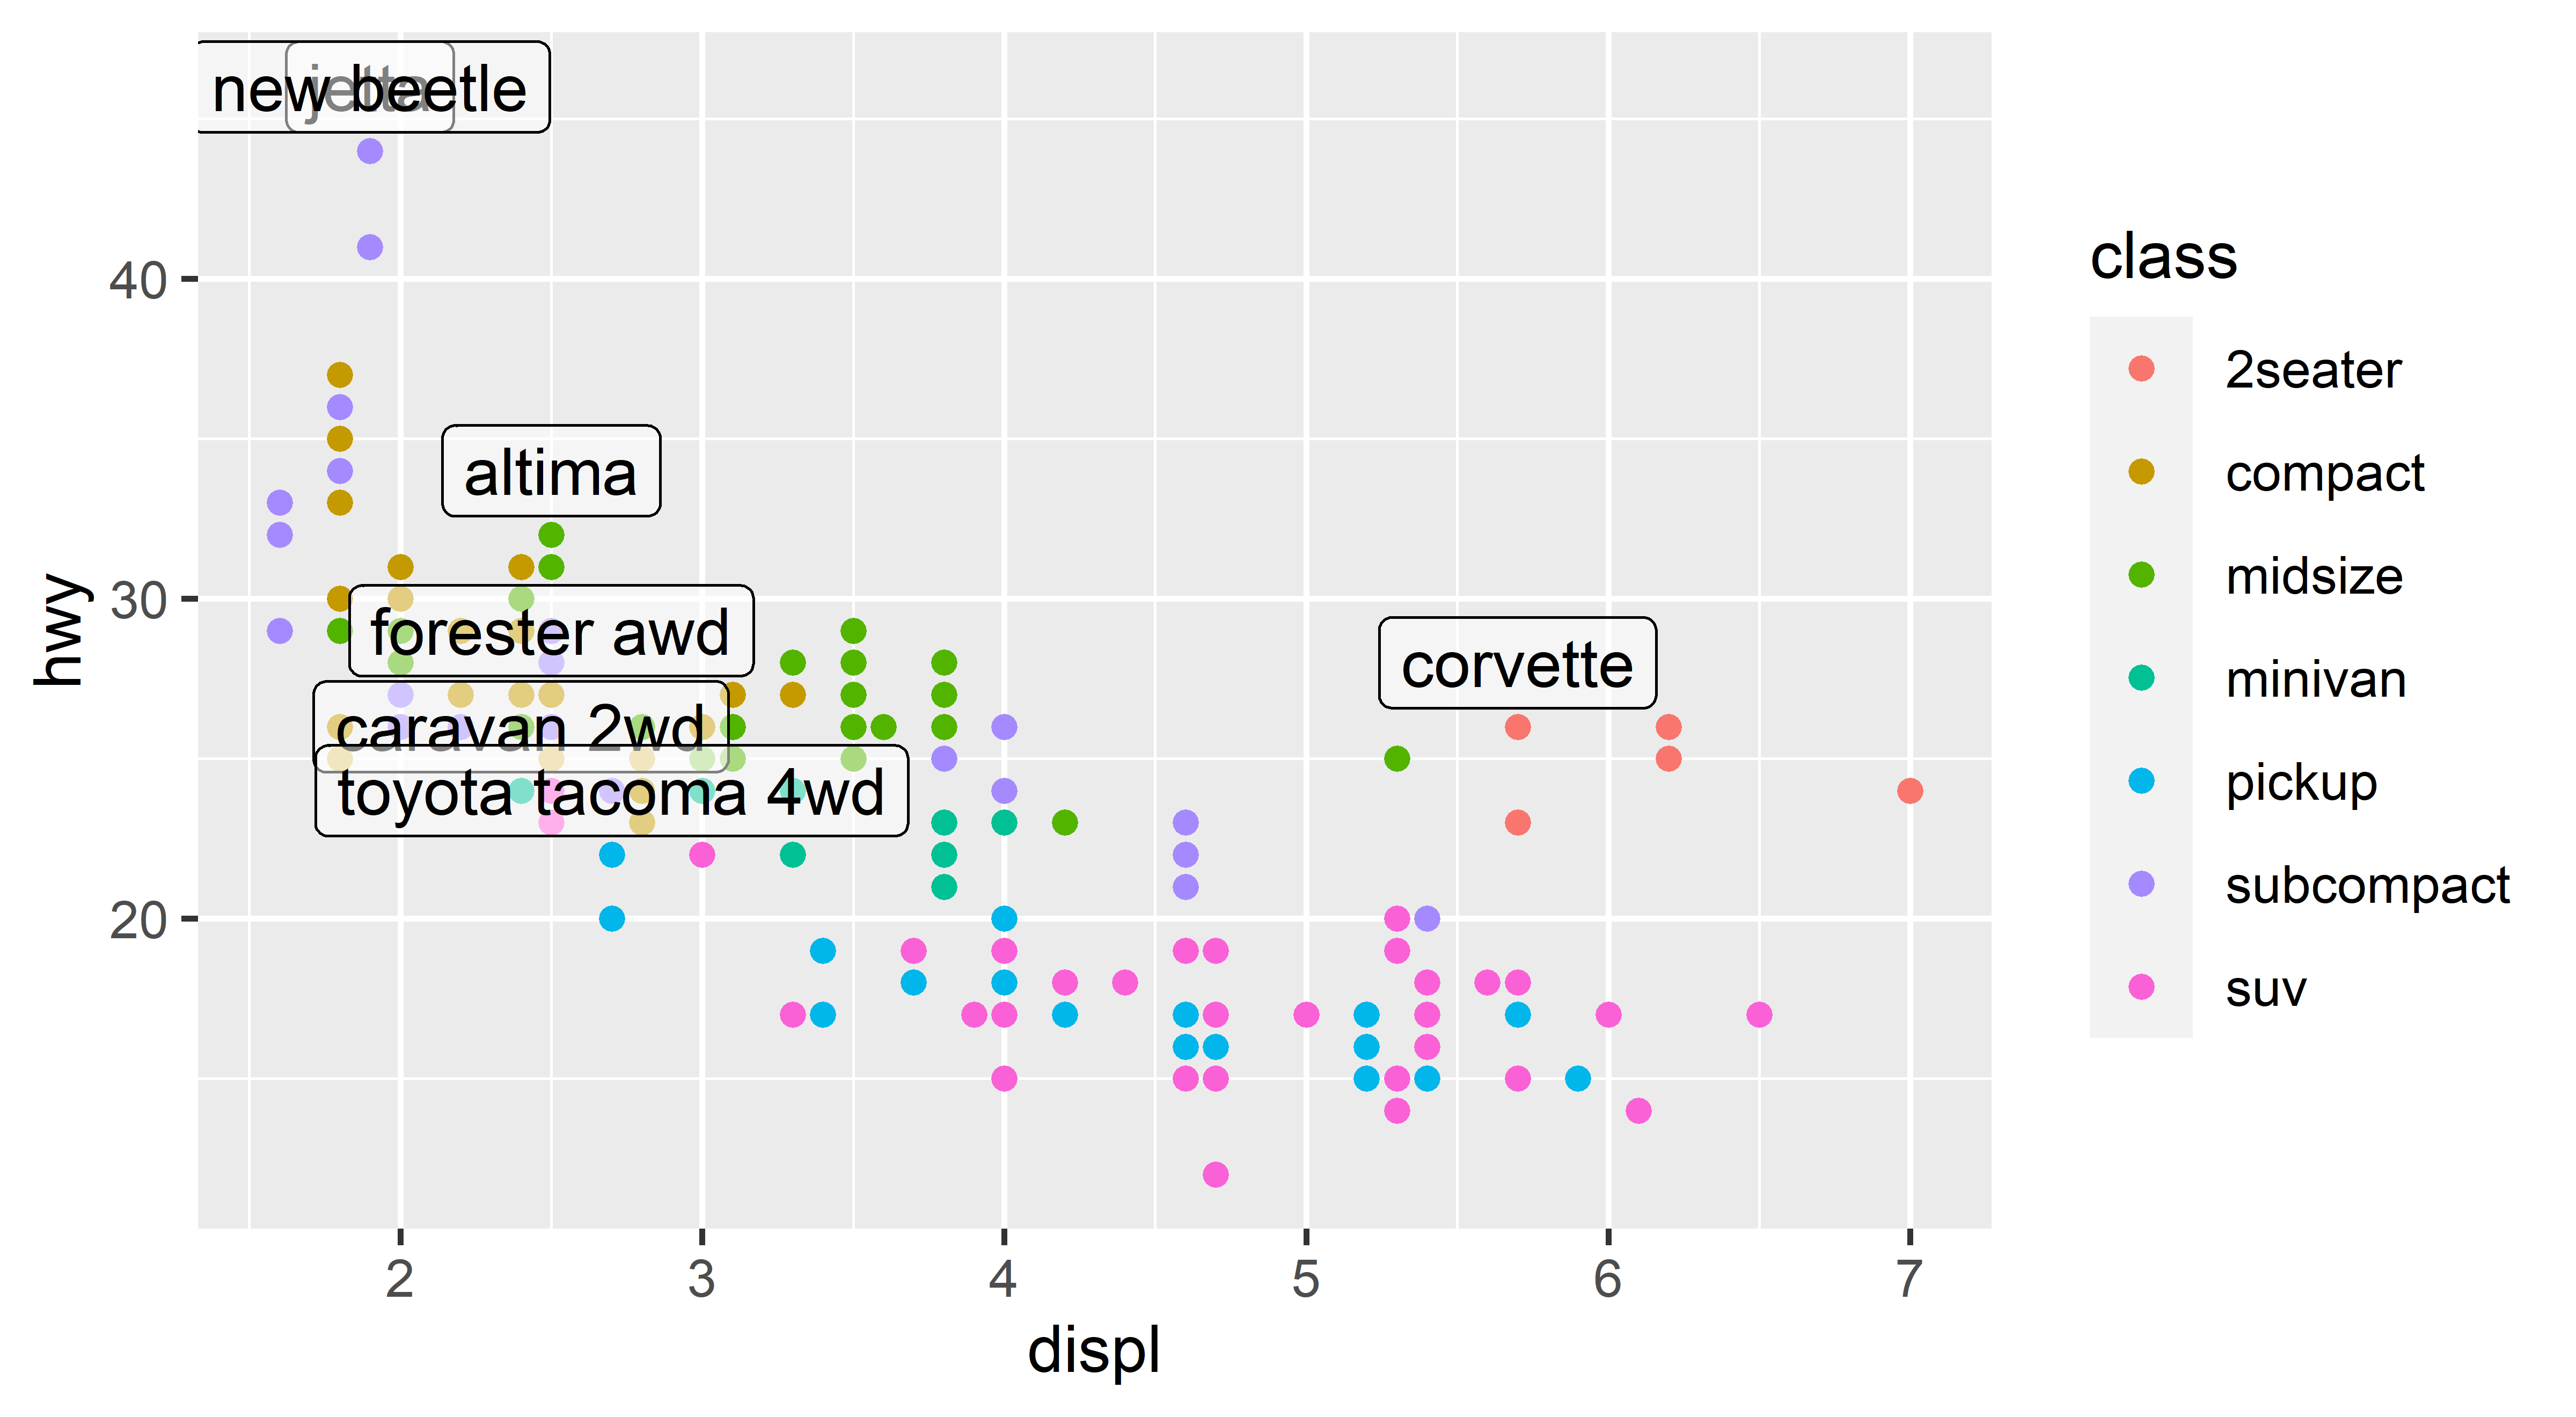 new beetle
jetta
altima
forester awd
caravan 2wd
toyota tacoma 4wd
corvette
40
30
20
hwy
2 3 4 5 6 7
displ
class
2seater
compact
midsize
minivan
pickup
subcompact
suv